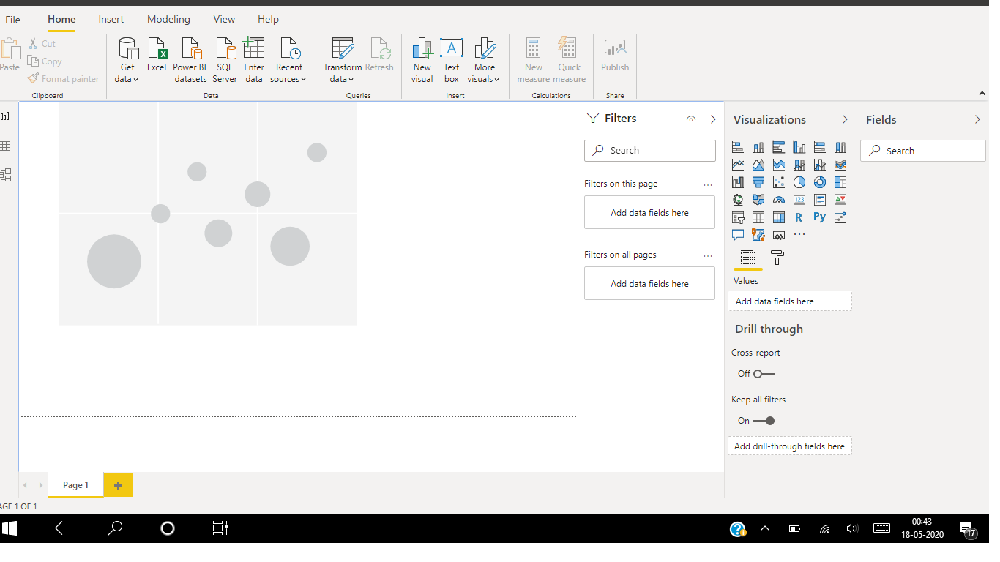 File Home Insert Modeling View Help
Paste
Cut
Copy
Format painter
Clipboard
Get data
Excel
Power BI datasets
SQL Server
Enter data
Recent sources
Data
Transform data
Refresh
Queries
New visual
Text box
More visuals
Insert
New measure
Quick measure
Calculations
Publish
Share
Filters
Search
Filters on this page
...
Add data fields here
Filters on all pages
...
Add data fields here
Visualizations
123
R
Py
...
Values
Add data fields here
Drill through
Cross-report
Off
Keep all filters
On
Add drill-through fields here
Fields
Search
Page 1
AGE 1 OF 1
00:43
18-05-2020
17